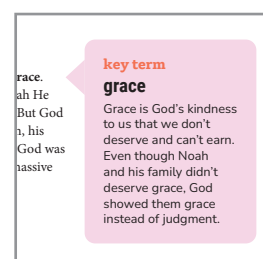 race.
ah He
But God
n, his
God was
nassive
key term
grace
Grace is God's kindness
to us that we don't
deserve and can't earn.
Even though Noah
and his family didn't
deserve grace, God
showed them grace
instead of judgment.